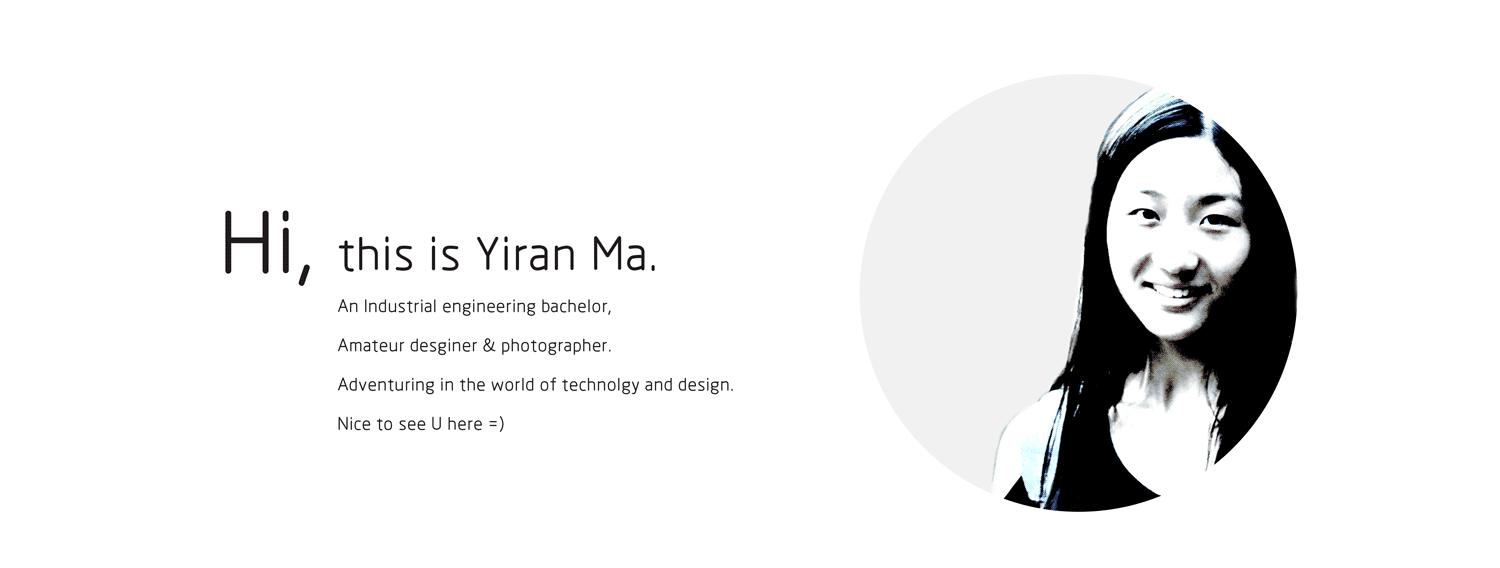 Hi, this is Yiran Ma.
An Industrial engineering bachelor,
Amateur desginer & photographer.
Adventuring in the world of technolgy and design.
Nice to see U here =)